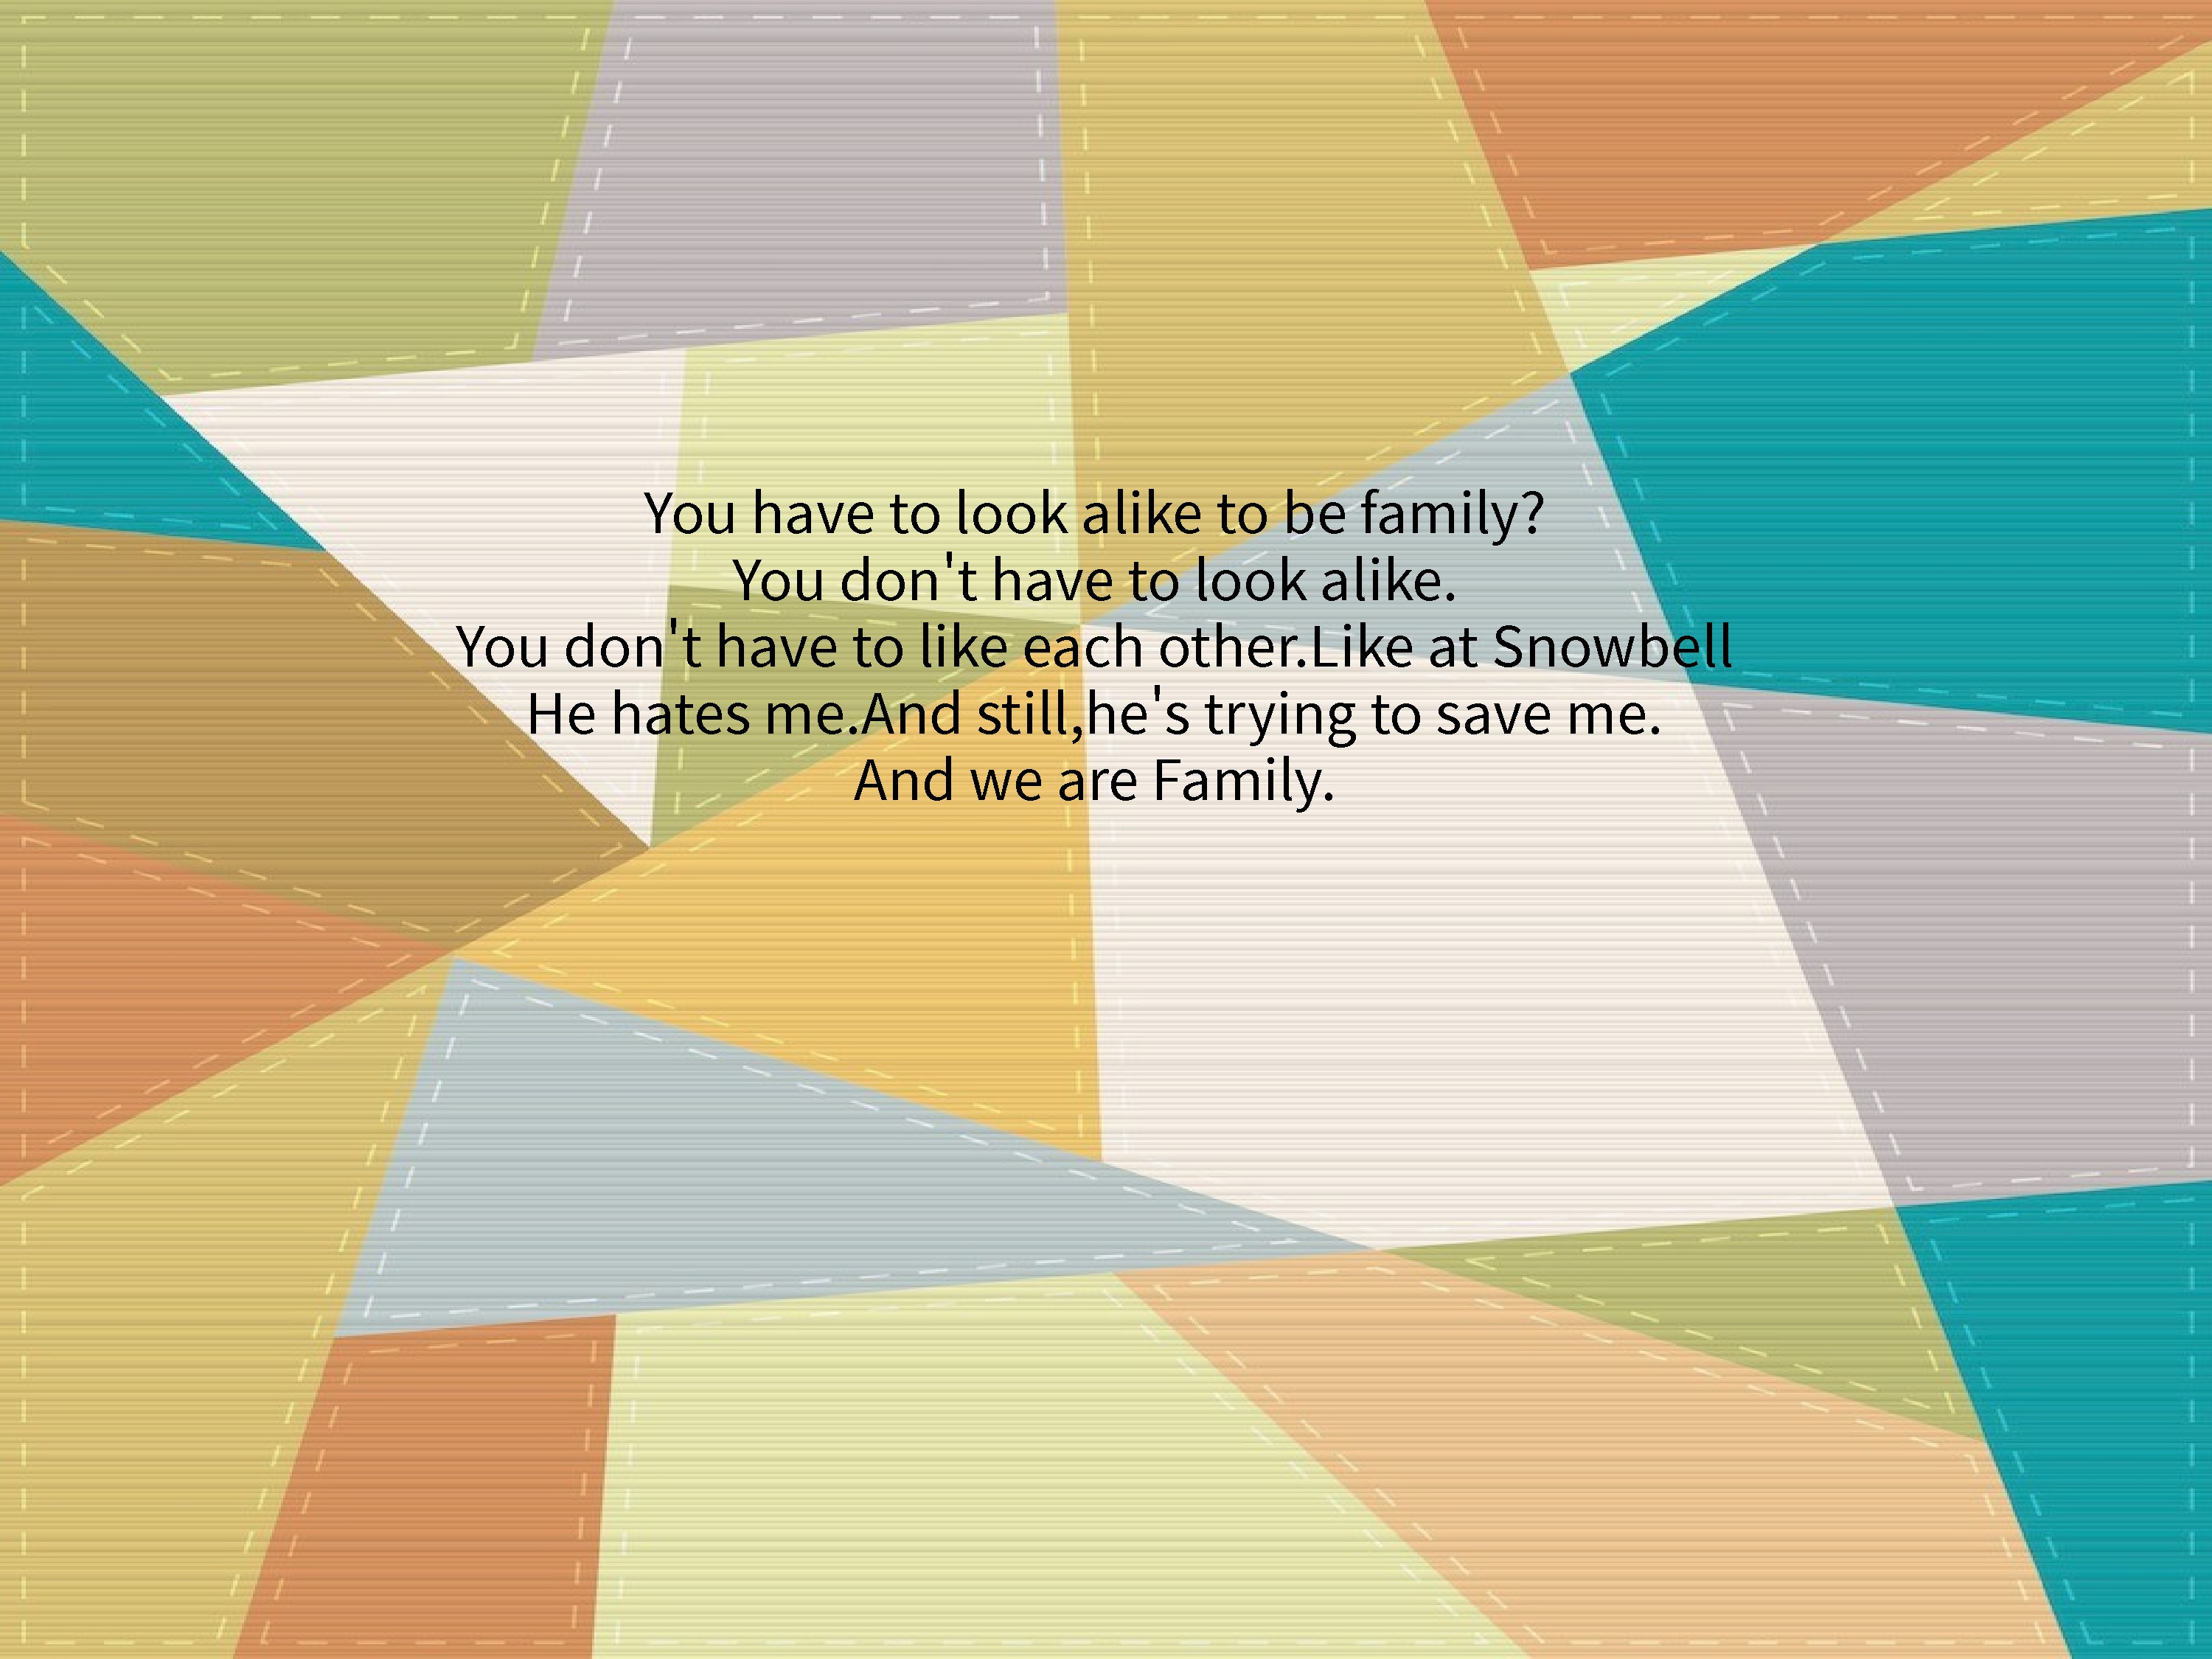 You have to look alike to be family?
You don't have to look alike.
You don't have to like each other.Like at Snowbell
He hates me.And still,he's trying to save me.
And we are Family.